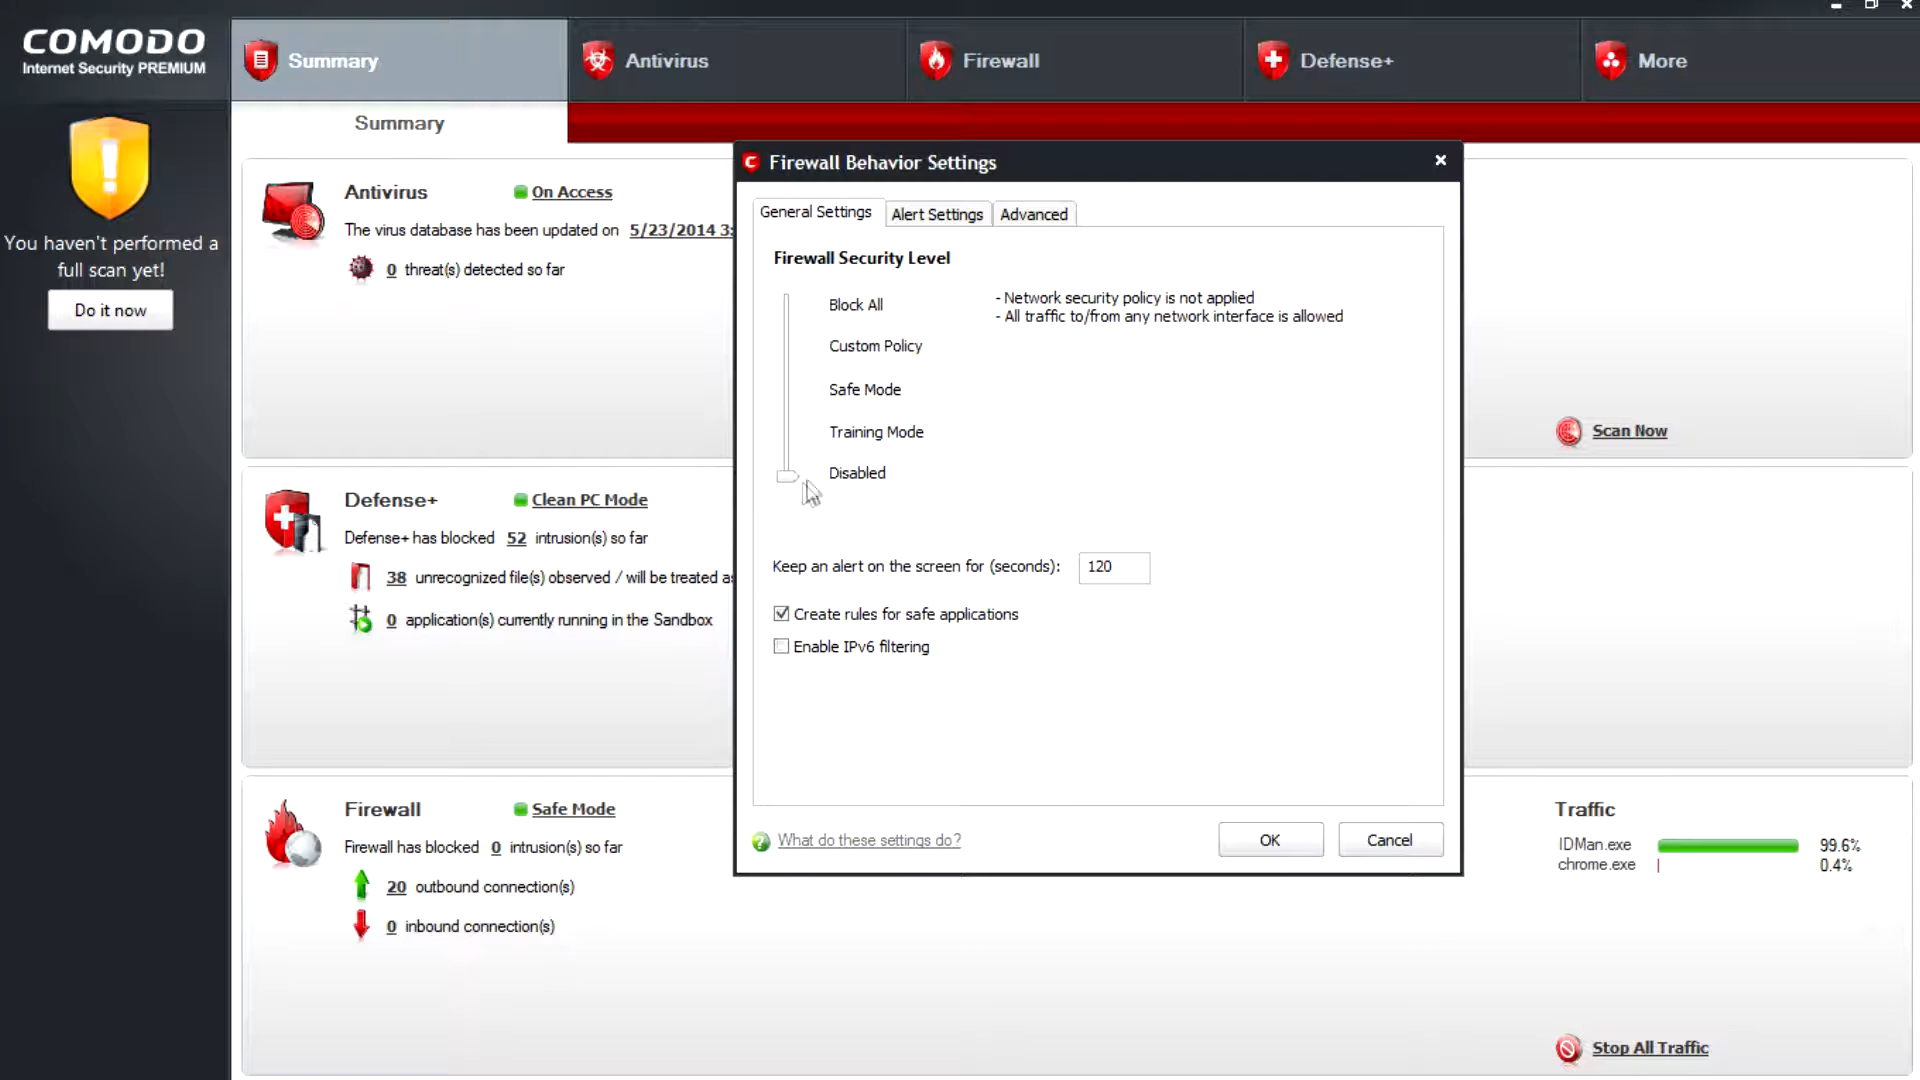 COMODO
Internet Security PREMIUM
Summary
Antivirus
Firewall
Defense+
More
You haven't performed a
full scan yet!
Do it now
Summary
Antivirus
On Access
The virus database has been updated on 5/23/2014 3:
0 threat(s) detected so far
Scan Now
Defense+
Clean PC Mode
Defense+ has blocked 52 intrusion(s) so far
38 unrecognized file(s) observed / will be treated as
0 application(s) currently running in the Sandbox
Firewall
Safe Mode
Firewall has blocked 0 intrusion(s) so far
20 outbound connection(s)
0 inbound connection(s)
Traffic
IDMan.exe 99.6%
chrome.exe 0.4%
Stop All Traffic
Firewall Behavior Settings
General Settings
Alert Settings
Advanced
Firewall Security Level
Block All
Custom Policy
Safe Mode
Training Mode
Disabled
- Network security policy is not applied
- All traffic to/from any network interface is allowed
Keep an alert on the screen for (seconds): 120
Create rules for safe applications
Enable IPv6 filtering
What do these settings do?
OK
Cancel